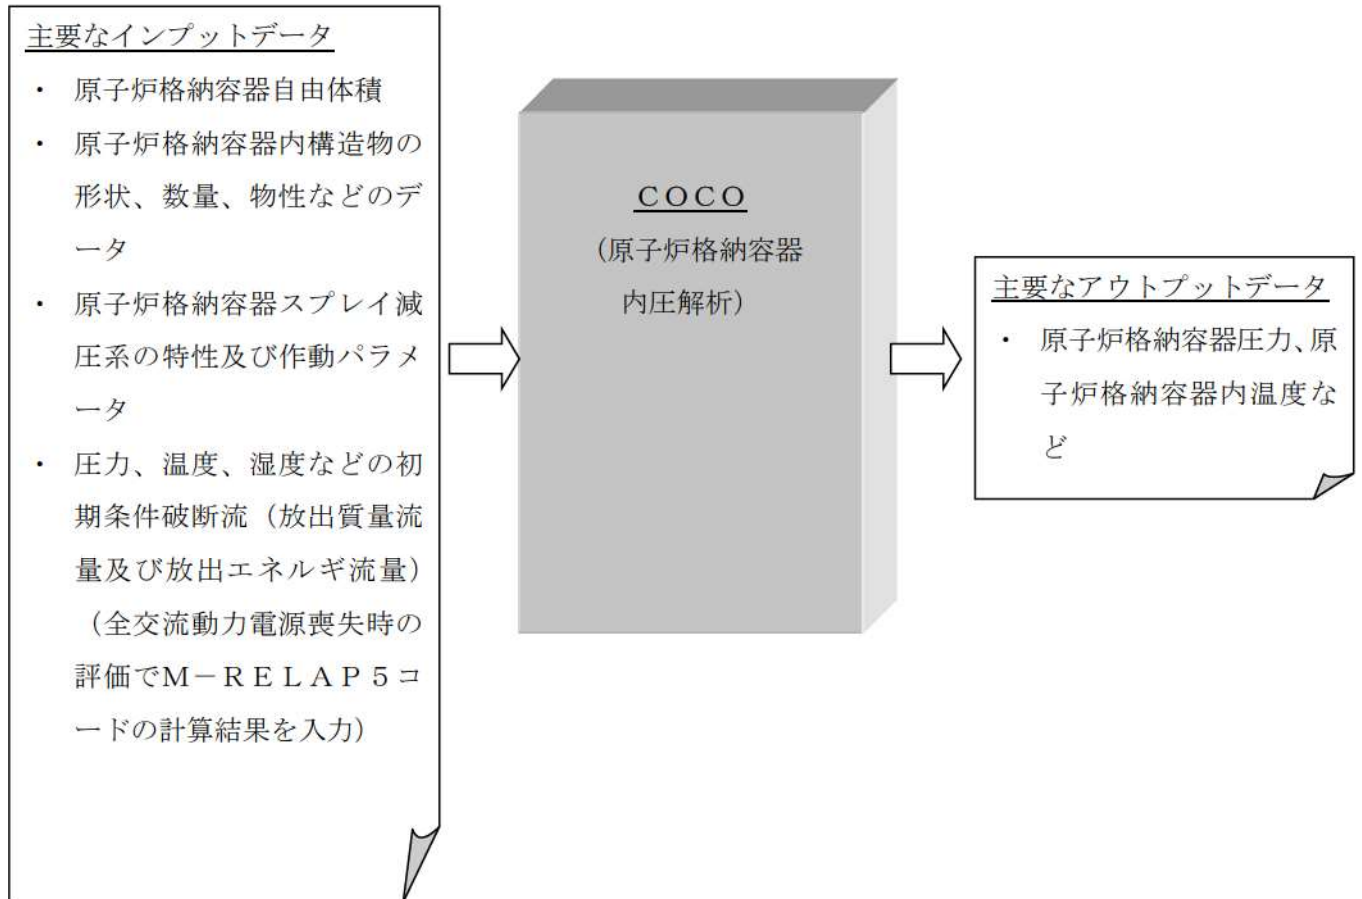 主要なインプットデータ
・ 原子炉格納容器自由体積
・ 原子炉格納容器内構造物の
形状、数量、物性などのデ
ータ
・ 原子炉格納容器スプレイ減
圧系の特性及び作動パラメ
ータ
・ 圧力、温度、湿度などの初
期条件破断流（放出質量流
量及び放出エネルギ流量）
（全交流動力電源喪失時の
評価でM－RELAP5コ
ードの計算結果を入力）
COCO
（原子炉格納容器
内圧解析）
主要なアウトプットデータ
・ 原子炉格納容器圧力、原
子炉格納容器内温度な
ど